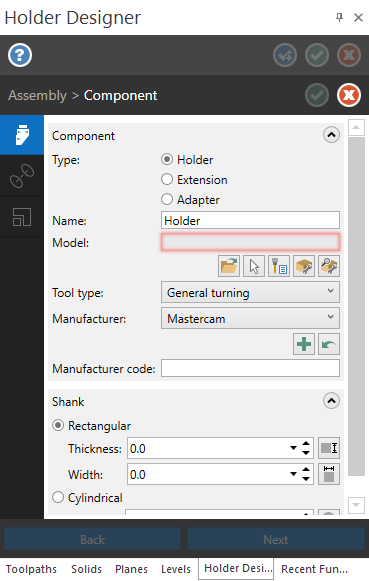 Holder Designer
Assembly > Component
Component
Type:
Holder
Extension
Adapter
Name:
Holder
Model:
Tool type:
General turning
Manufacturer:
Mastercam
Manufacturer code:
Shank
Rectangular
Thickness:
0.0
Width:
0.0
Cylindrical
Back
Next
Toolpaths
Solids
Planes
Levels
Holder Desi...
Recent Fun...